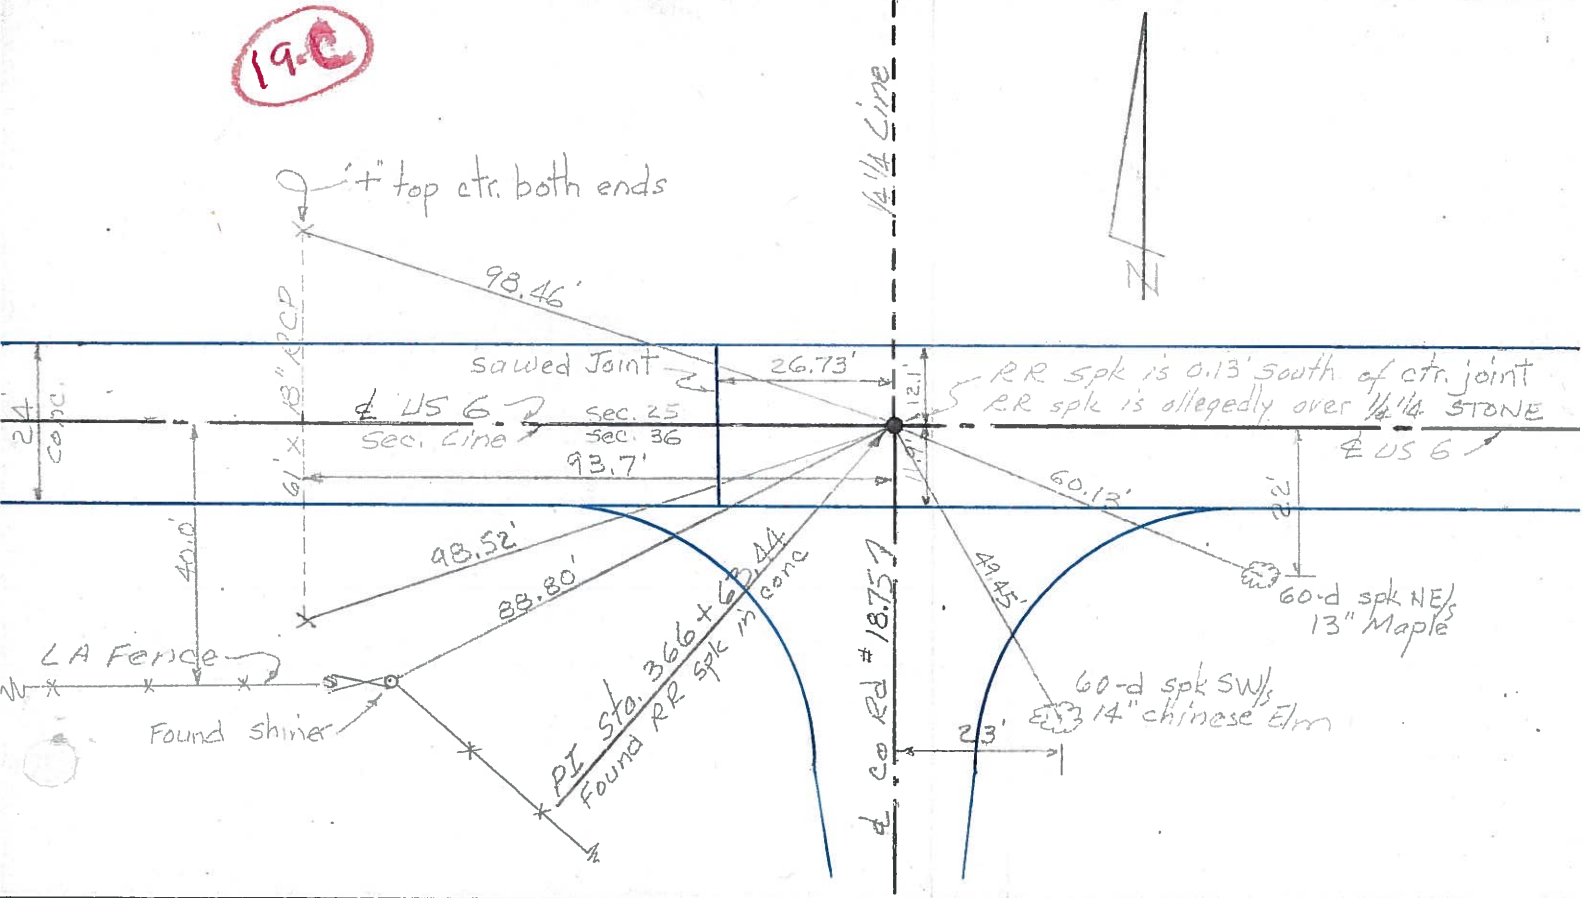 19-C
"+" top ctr. both ends
¼ ¼ Line
N
98.46'
61' x 18" RCP
Sawed Joint
26.73'
12.1'
RR spk is 0.13' south of ctr. joint
RR spk is allegedly over ¼ ¼ STONE
24'
conc.
℄ US 6
Sec. 25
Sec. Line
Sec. 36
℄ US 6
93.7'
11.9'
60.13'
22'
40.0'
98.52'
88.80'
49.45'
60-d spk NE/s
13" Maple
LA Fence
Found shiner
PI Sta. 366+63.44
Found RR spk in conc
℄ Co Rd # 1875
60-d spk SW/s
14" chinese Elm
23'